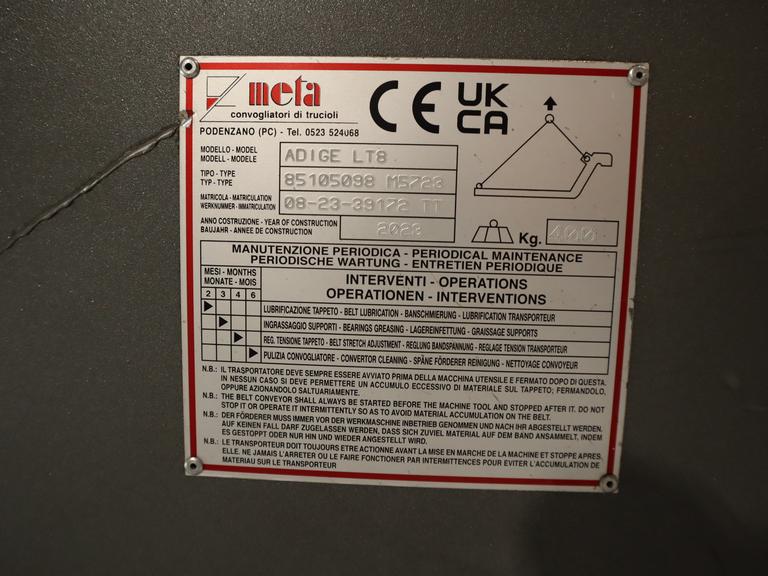 meta
convogliatori di trucioli
PODENZANO (PC) - Tel. 0523 524068
CE UK CA
MODELLO - MODEL
MODELL - MODELE
ADIGE LT8
TIPO - TYPE
TYP - TYPE
85105098 M5723
MATRICOLA - MATRICULATION
WERKNUMMER - IMMATRICULATION
08-23-39172 TT
ANNO COSTRUZIONE - YEAR OF CONSTRUCTION
BAUJAHR - ANNEE DE CONSTRUCTION
2023
Kg. 400
MANUTENZIONE PERIODICA - PERIODICAL MAINTENANCE
PERIODISCHE WARTUNG - ENTRETIEN PERIODIQUE
MESI - MONTHS
MONATE - MOIS
2 3 4 6
INTERVENTI - OPERATIONS
OPERATIONEN - INTERVENTIONS
LUBRIFICAZIONE TAPPETO - BELT LUBRICATION - BANSCHMIERUNG - LUBRIFICATION TRANSPORTEUR
INGRASSAGGIO SUPPORTI - BEARINGS GREASING - LAGEREINFETTUNG - GRAISSAGE SUPPORTS
REG. TENSIONE TAPPETO - BELT STRETCH ADJUSTMENT - REGLUNG BANDSPANNUNG - REGLAGE TENSION TRANSPORTEUR
PULIZIA CONVOGLIATORE - CONVERTOR CLEANING - SPÄNE FÖRDERER REINIGUNG - NETTOYAGE CONVOYEUR
N.B.: IL TRASPORTATORE DEVE SEMPRE ESSERE AVVIATO PRIMA DELLA MACCHINA UTENSILE E FERMATO DOPO DI QUESTA.
IN NESSUN CASO SI DEVE PERMETTERE UN ACCUMULO ECCESSIVO DI MATERIALE SUL TAPPETO; FERMANDOLO,
OPPURE AZIONANDOLO SALTUARIAMENTE.
N.B.: THE BELT CONVEYOR SHALL ALWAYS BE STARTED BEFORE THE MACHINE TOOL AND STOPPED AFTER IT. DO NOT
STOP IT OR OPERATE IT INTERMITTENTLY SO AS TO AVOID MATERIAL ACCUMULATION ON THE BELT.
N.B.: DER FÖRDERER MUSS IMMER VOR DER WERKMASCHINE INBETRIEB GENOMMEN UND NACH IHR ABGESTELLT WERDEN.
AUF KEINEN FALL DARF ZUGELASSEN WERDEN, DASS SICH ZUVIEL MATERIAL AUF DEM BAND ANSAMMELT, INDEM
ES GESTOPPT ODER NUR HIN UND WIEDER ANGESTELLT WIRD.
N.B.: LE TRANSPORTEUR DOIT TOUJOURS ETRE ACTIONNE AVANT LA MISE EN MARCHE DE LA MACHINE ET STOPPE APRES,
ELLE. NE JAMAIS L'ARRETER OU LE FAIRE FONCTIONNER PAR INTERMITTENCES POUR EVITER L'ACCUMULATION DE
MATERIAU SUR LE TRANSPORTEUR